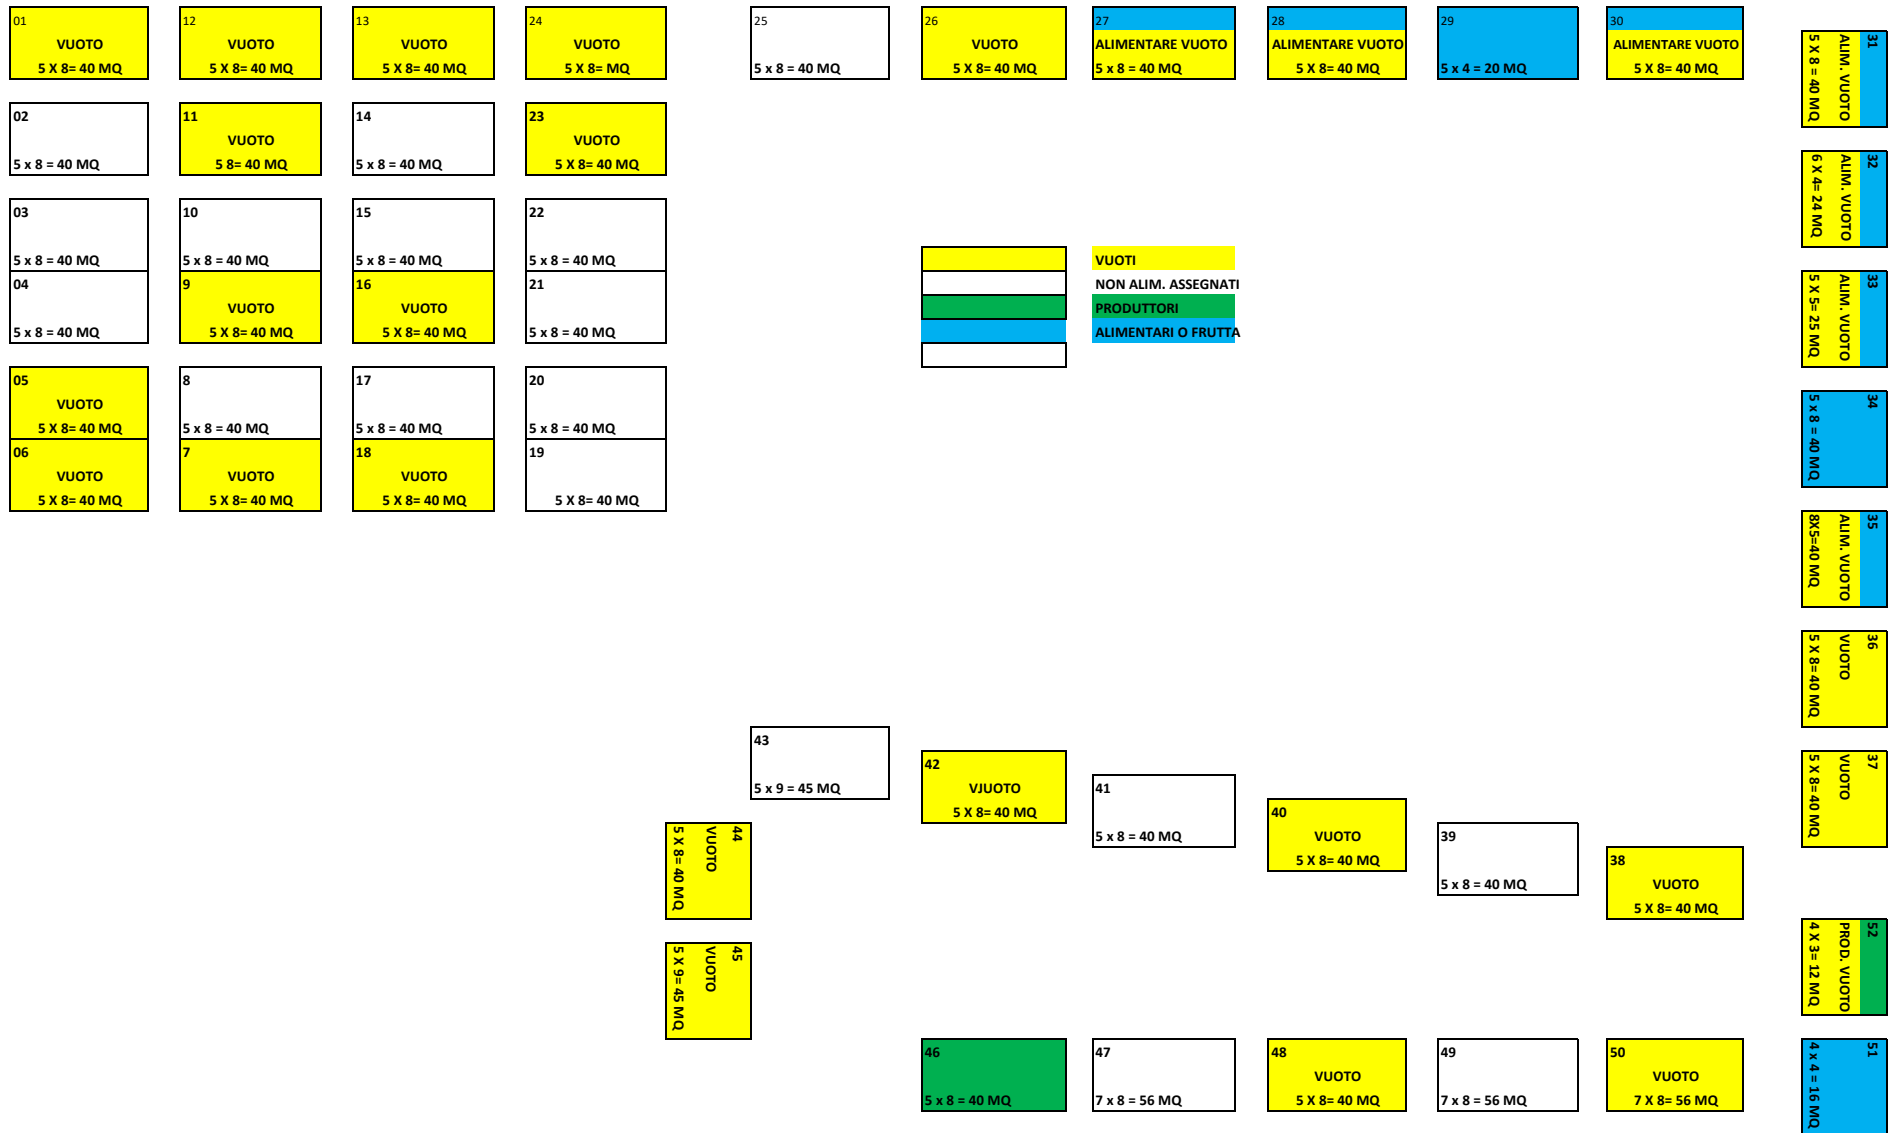 01
VUOTO
5 X 8= 40 MQ
12
VUOTO
5 X 8= 40 MQ
13
VUOTO
5 X 8= 40 MQ
24
VUOTO
5 X 8= MQ
25
5 x 8 = 40 MQ
26
VUOTO
5 X 8= 40 MQ
27
ALIMENTARE VUOTO
5 x 8 = 40 MQ
28
ALIMENTARE VUOTO
5 X 8= 40 MQ
29
5 x 4 = 20 MQ
30
ALIMENTARE VUOTO
5 X 8= 40 MQ
31
ALIM. VUOTO
5 X 8 = 40 MQ
02
5 x 8 = 40 MQ
11
VUOTO
5 8= 40 MQ
14
5 x 8 = 40 MQ
23
VUOTO
5 X 8= 40 MQ
32
ALIM. VUOTO
6 X 4= 24 MQ
03
5 x 8 = 40 MQ
10
5 x 8 = 40 MQ
15
5 x 8 = 40 MQ
22
5 x 8 = 40 MQ
04
5 x 8 = 40 MQ
9
VUOTO
5 X 8= 40 MQ
16
VUOTO
5 X 8= 40 MQ
21
5 x 8 = 40 MQ
VUOTI
NON ALIM. ASSEGNATI
PRODUTTORI
ALIMENTARI O FRUTTA
33
ALIM. VUOTO
5 X 5= 25 MQ
05
VUOTO
5 X 8= 40 MQ
8
5 x 8 = 40 MQ
17
5 x 8 = 40 MQ
20
5 x 8 = 40 MQ
34
5 x 8 = 40 MQ
06
VUOTO
5 X 8= 40 MQ
7
VUOTO
5 X 8= 40 MQ
18
VUOTO
5 X 8= 40 MQ
19
5 X 8= 40 MQ
35
ALIM. VUOTO
8X5=40 MQ
36
VUOTO
5 X 8= 40 MQ
37
VUOTO
5 X 8= 40 MQ
43
5 x 9 = 45 MQ
42
VJUOTO
5 X 8= 40 MQ
41
5 x 8 = 40 MQ
40
VUOTO
5 X 8= 40 MQ
39
5 x 8 = 40 MQ
38
VUOTO
5 X 8= 40 MQ
44
VUOTO
5 X 8= 40 MQ
45
VUOTO
5 X 9= 45 MQ
52
PROD. VUOTO
4 X 3= 12 MQ
46
5 x 8 = 40 MQ
47
7 x 8 = 56 MQ
48
VUOTO
5 X 8= 40 MQ
49
7 x 8 = 56 MQ
50
VUOTO
7 X 8= 56 MQ
51
4 x 4 = 16 MQ